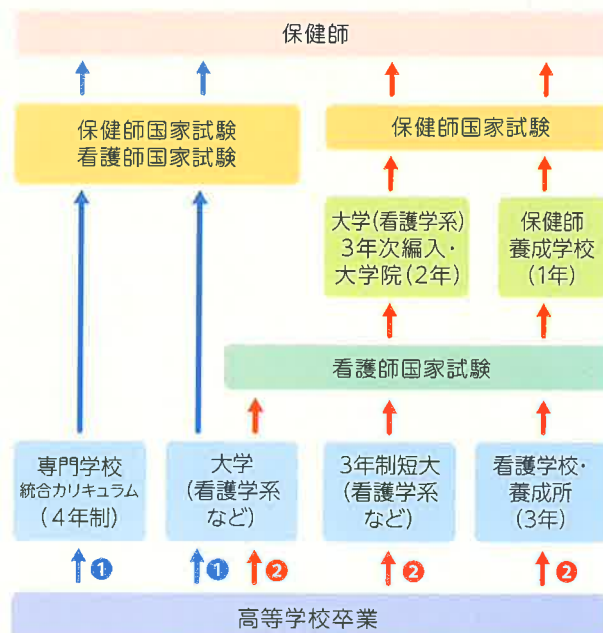 保健師
保健師国家試験
看護師国家試験
保健師国家試験
大学(看護学系)
3年次編入・
大学院(2年)
保健師
養成学校
(1年)
看護師国家試験
専門学校
統合カリキュラム
(4年制)
大学
(看護学系
など)
3年制短大
(看護学系
など)
看護学校・
養成所
(3年)
1
1
2
2
2
高等学校卒業